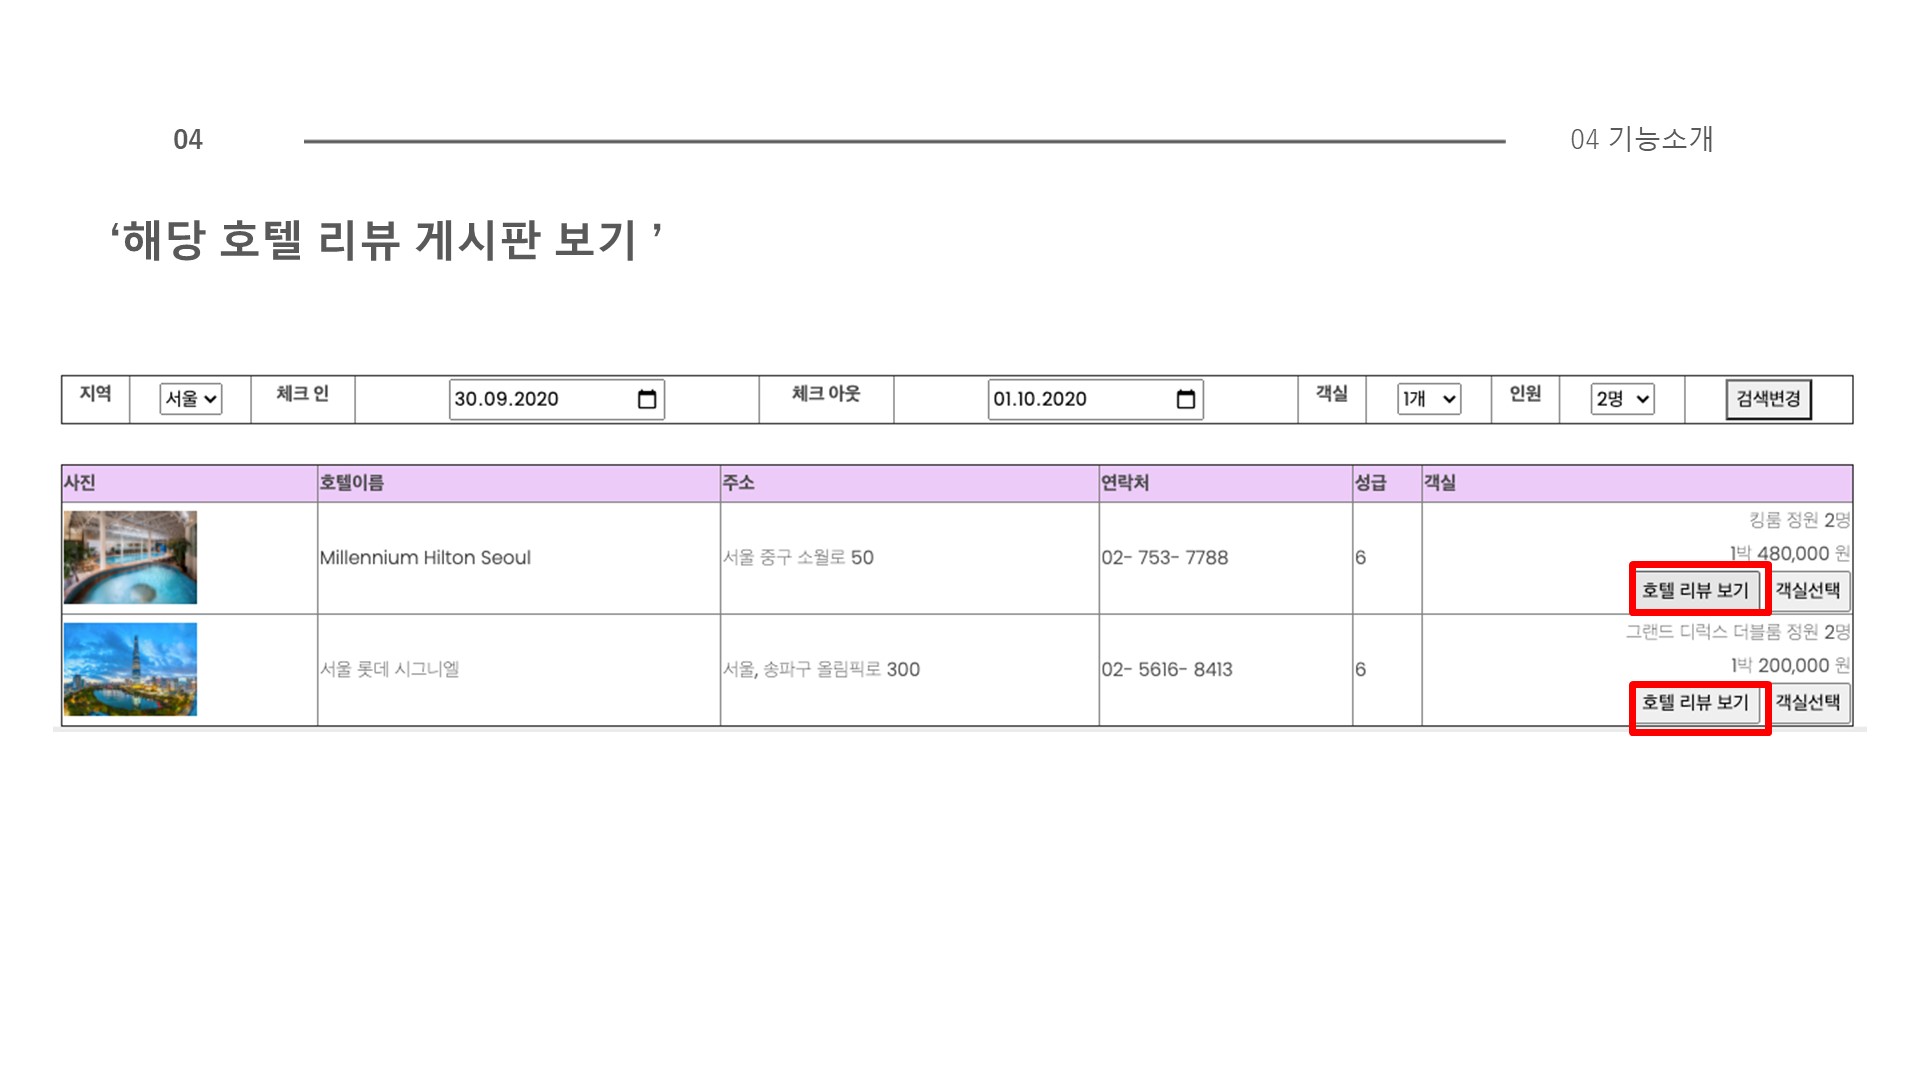 04
04 기능소개
‘해당 호텔 리뷰 게시판 보기 ’
지역 서울 체크 인 30.09.2020 체크 아웃 01.10.2020 객실 1개 인원 2명 검색변경
사진 호텔이름 주소 연락처 성급 객실
킹룸 정원 2명
Millennium Hilton Seoul 서울 중구 소월로 50 02- 753- 7788 6 1박 480,000 원
호텔 리뷰 보기 객실선택
그랜드 디럭스 더블룸 정원 2명
서울 롯데 시그니엘 서울, 송파구 올림픽로 300 02- 5616- 8413 6 1박 200,000 원
호텔 리뷰 보기 객실선택